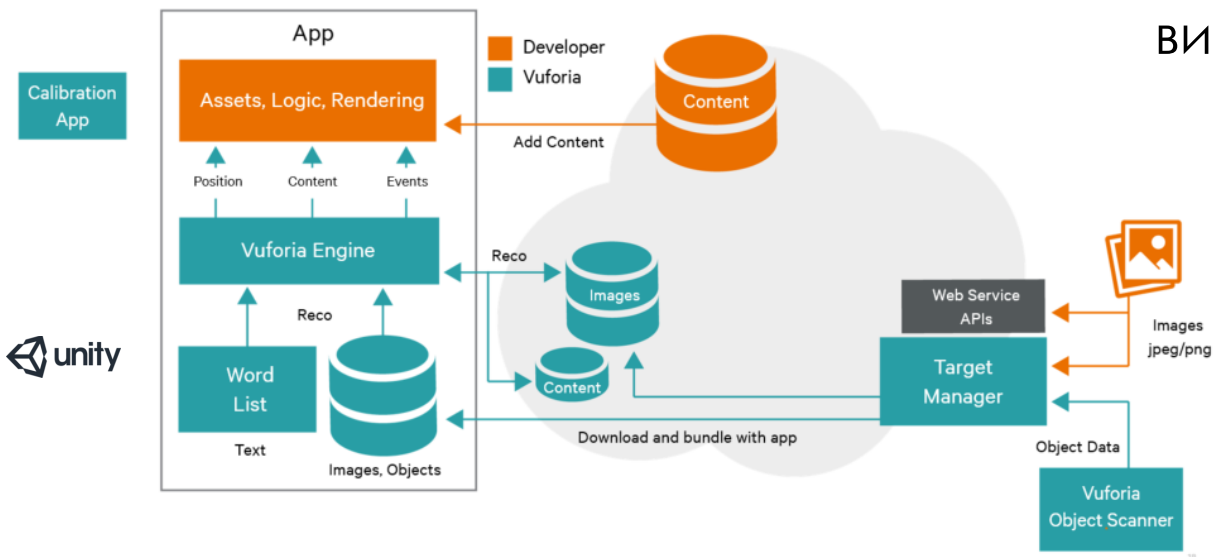 App
Developer
Vuforia
ВИ
Calibration
App
Assets, Logic, Rendering
Content
Add Content
Position
Content
Events
Vuforia Engine
Reco
Images
Web Service
APIs
Images
jpeg/png
Reco
unity
Word
List
Content
Target
Manager
Text
Images, Objects
Download and bundle with app
Object Data
Vuforia
Object Scanner